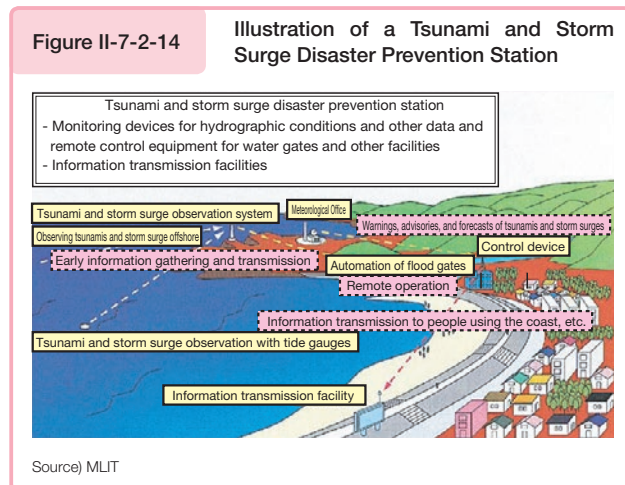 Figure II-7-2-14
Illustration of a Tsunami and Storm
Surge Disaster Prevention Station
Tsunami and storm surge disaster prevention station
- Monitoring devices for hydrographic conditions and other data and
remote control equipment for water gates and other facilities
- Information transmission facilities
Meteorological Office
Tsunami and storm surge observation system
Warnings, advisories, and forecasts of tsunamis and storm surges
Observing tsunamis and storm surge offshore
Control device
Early information gathering and transmission
Automation of flood gates
Remote operation
Information transmission to people using the coast, etc.
Tsunami and storm surge observation with tide gauges
Information transmission facility
Source) MLIT